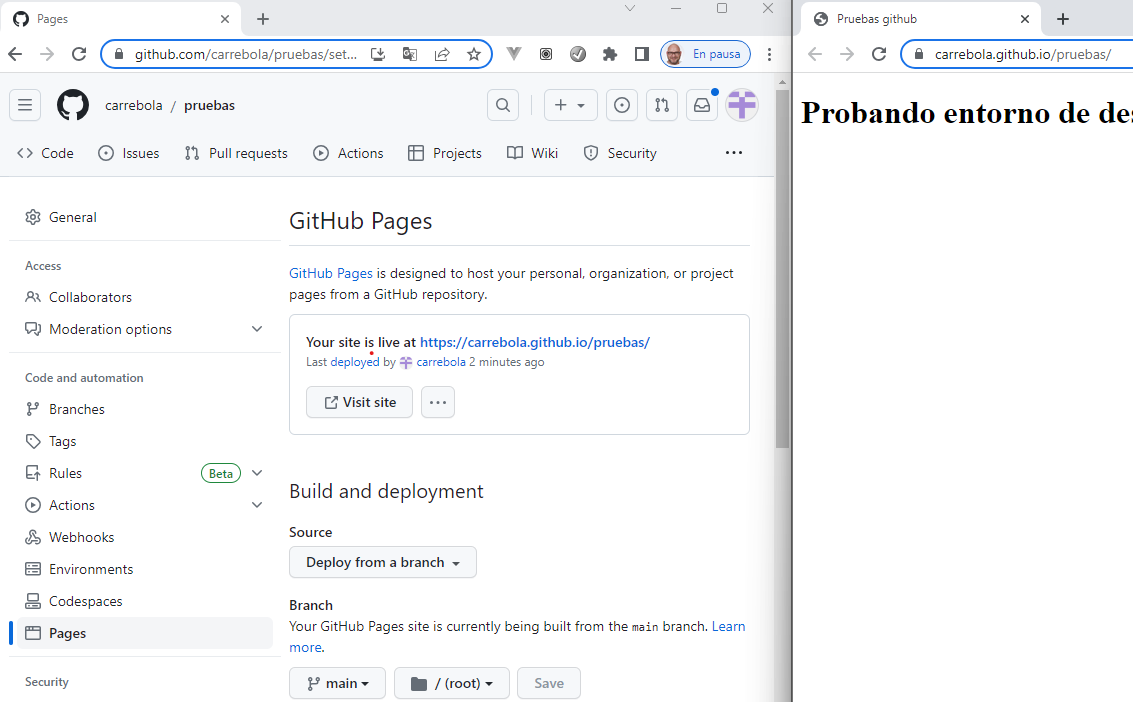 Pages
github.com/carrebola/pruebas/set...
En pausa
carrebola / pruebas
Code
Issues
Pull requests
Actions
Projects
Wiki
Security
General
Access
Collaborators
Moderation options
Code and automation
Branches
Tags
Rules
Beta
Actions
Webhooks
Environments
Codespaces
Pages
Security
GitHub Pages
GitHub Pages is designed to host your personal, organization, or project
pages from a GitHub repository.
Your site is live at https://carrebola.github.io/pruebas/
Last deployed by carrebola 2 minutes ago
Visit site
Build and deployment
Source
Deploy from a branch
Branch
Your GitHub Pages site is currently being built from the main branch. Learn
more.
main
/ (root)
Save
Pruebas github
carrebola.github.io/pruebas/
Probando entorno de des